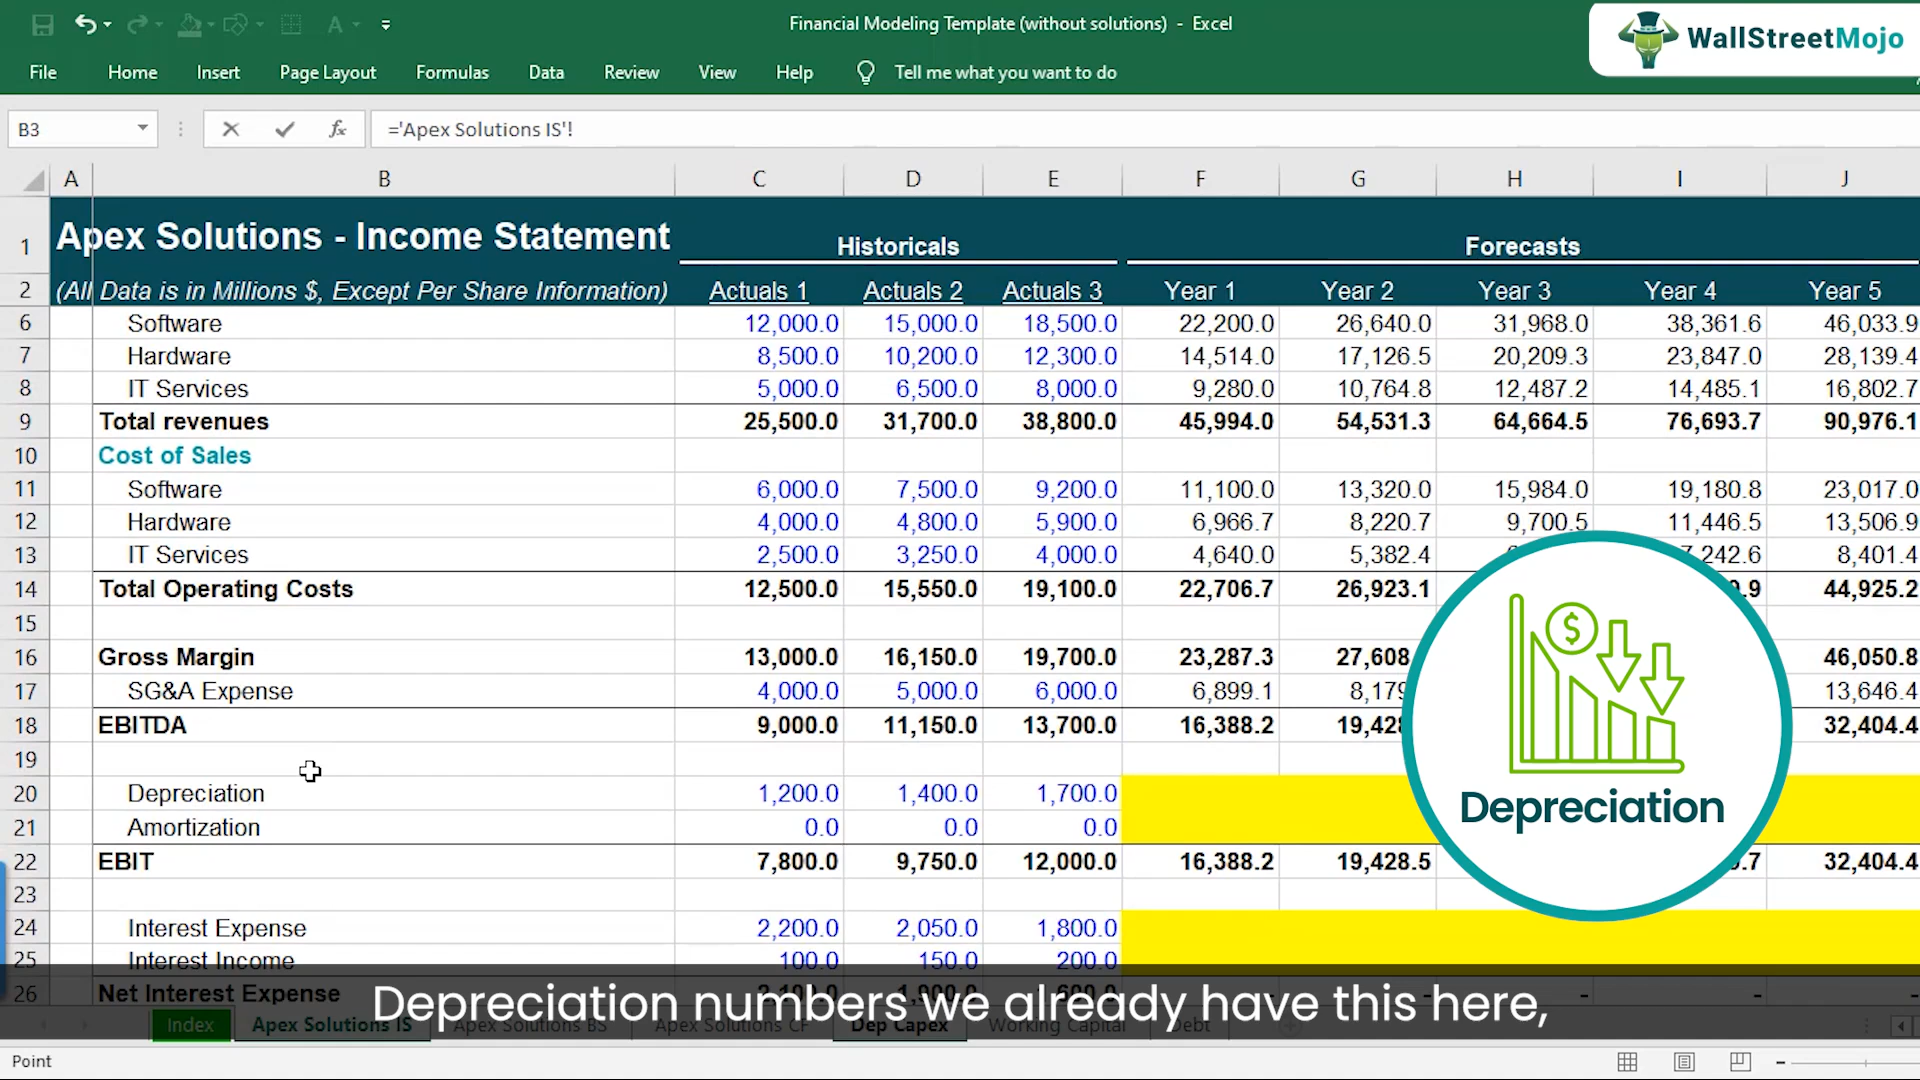 Financial Modeling Template (without solutions) - Excel
WallStreetMojo
File Home Insert Page Layout Formulas Data Review View Help Tell me what you want to do
B3 fx ='Apex Solutions IS'!
A B C D E F G H I J
1 Apex Solutions - Income Statement Historicals Forecasts
2 (All Data is in Millions $, Except Per Share Information) Actuals 1 Actuals 2 Actuals 3 Year 1 Year 2 Year 3 Year 4 Year 5
6 Software 12,000.0 15,000.0 18,500.0 22,200.0 26,640.0 31,968.0 38,361.6 46,033.9
7 Hardware 8,500.0 10,200.0 12,300.0 14,514.0 17,126.5 20,209.3 23,847.0 28,139.4
8 IT Services 5,000.0 6,500.0 8,000.0 9,280.0 10,764.8 12,487.2 14,485.1 16,802.7
9 Total revenues 25,500.0 31,700.0 38,800.0 45,994.0 54,531.3 64,664.5 76,693.7 90,976.1
10 Cost of Sales
11 Software 6,000.0 7,500.0 9,200.0 11,100.0 13,320.0 15,984.0 19,180.8 23,017.0
12 Hardware 4,000.0 4,800.0 5,900.0 6,966.7 8,220.7 9,700.5 11,446.5 13,506.9
13 IT Services 2,500.0 3,250.0 4,000.0 4,640.0 5,382.4 242.6 8,401.4
14 Total Operating Costs 12,500.0 15,550.0 19,100.0 22,706.7 26,923.1 .9 44,925.2
15
16 Gross Margin 13,000.0 16,150.0 19,700.0 23,287.3 27,608 46,050.8
17 SG&A Expense 4,000.0 5,000.0 6,000.0 6,899.1 8,179 13,646.4
18 EBITDA 9,000.0 11,150.0 13,700.0 16,388.2 19,428 32,404.4
19
20 Depreciation 1,200.0 1,400.0 1,700.0
21 Amortization 0.0 0.0 0.0
22 EBIT 7,800.0 9,750.0 12,000.0 16,388.2 19,428.5 .7 32,404.4
23
24 Interest Expense 2,200.0 2,050.0 1,800.0
25 Interest Income 100.0 150.0 200.0
26 Net Interest Expense - - - -
$
Depreciation
Depreciation numbers we already have this here,
Index Apex Solutions IS Apex Solutions BS Apex Solutions CF Dep Capex Working Capital Debt
Point